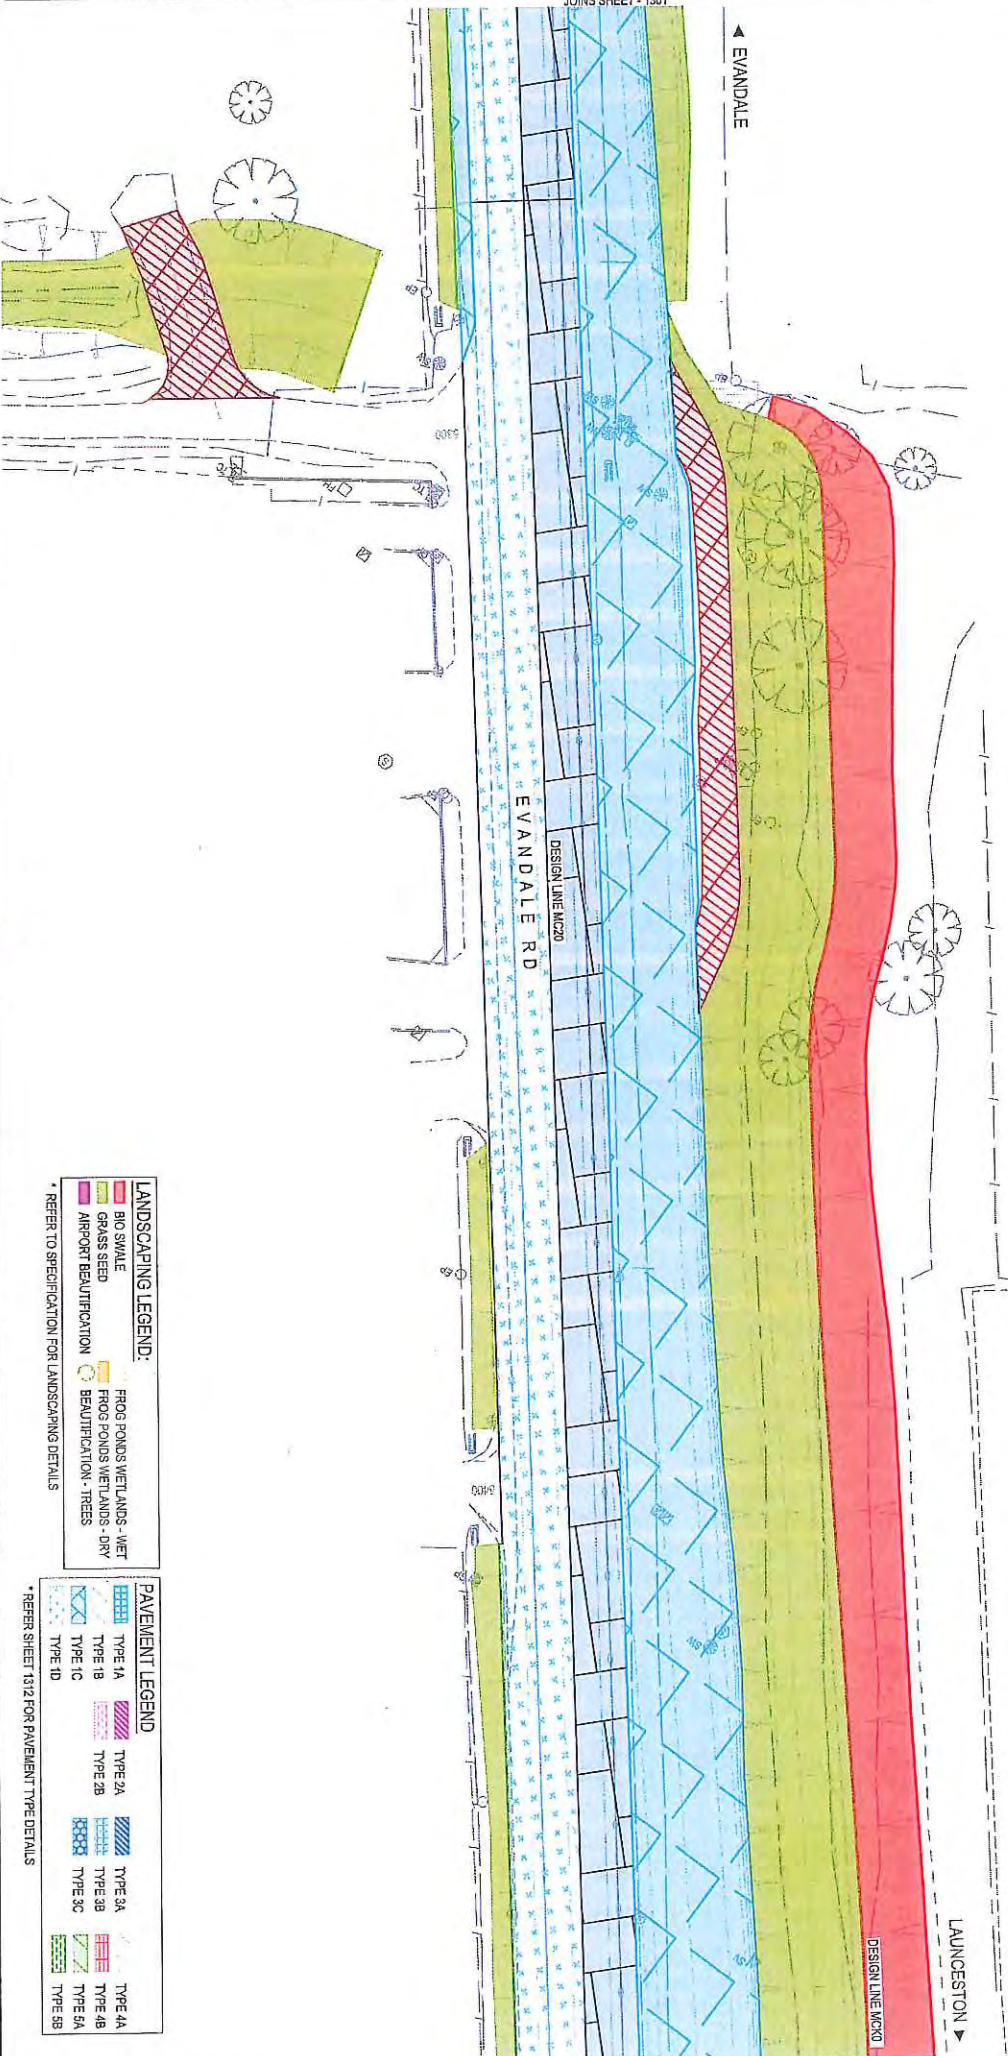 JOINS SHEET - 1301
◄ EVANDALE
5300
EVANDALE RD
DESIGN LINE MC20
5400
LANDSCAPING LEGEND:
BIO SWALE
GRASS SEED
AIRPORT BEAUTIFICATION
FROG PONDS WETLANDS - WET
FROG PONDS WETLANDS - DRY
BEAUTIFICATION - TREES
* REFER TO SPECIFICATION FOR LANDSCAPING DETAILS
PAVEMENT LEGEND
TYPE 1A
TYPE 1B
TYPE 1C
TYPE 1D
TYPE 2A
TYPE 2B
TYPE 3A
TYPE 3B
TYPE 3C
TYPE 4A
TYPE 4B
TYPE 5A
TYPE 5B
* REFER SHEET 1312 FOR PAVEMENT TYPE DETAILS
DESIGN LINE MCK0
LAUNCESTON ►